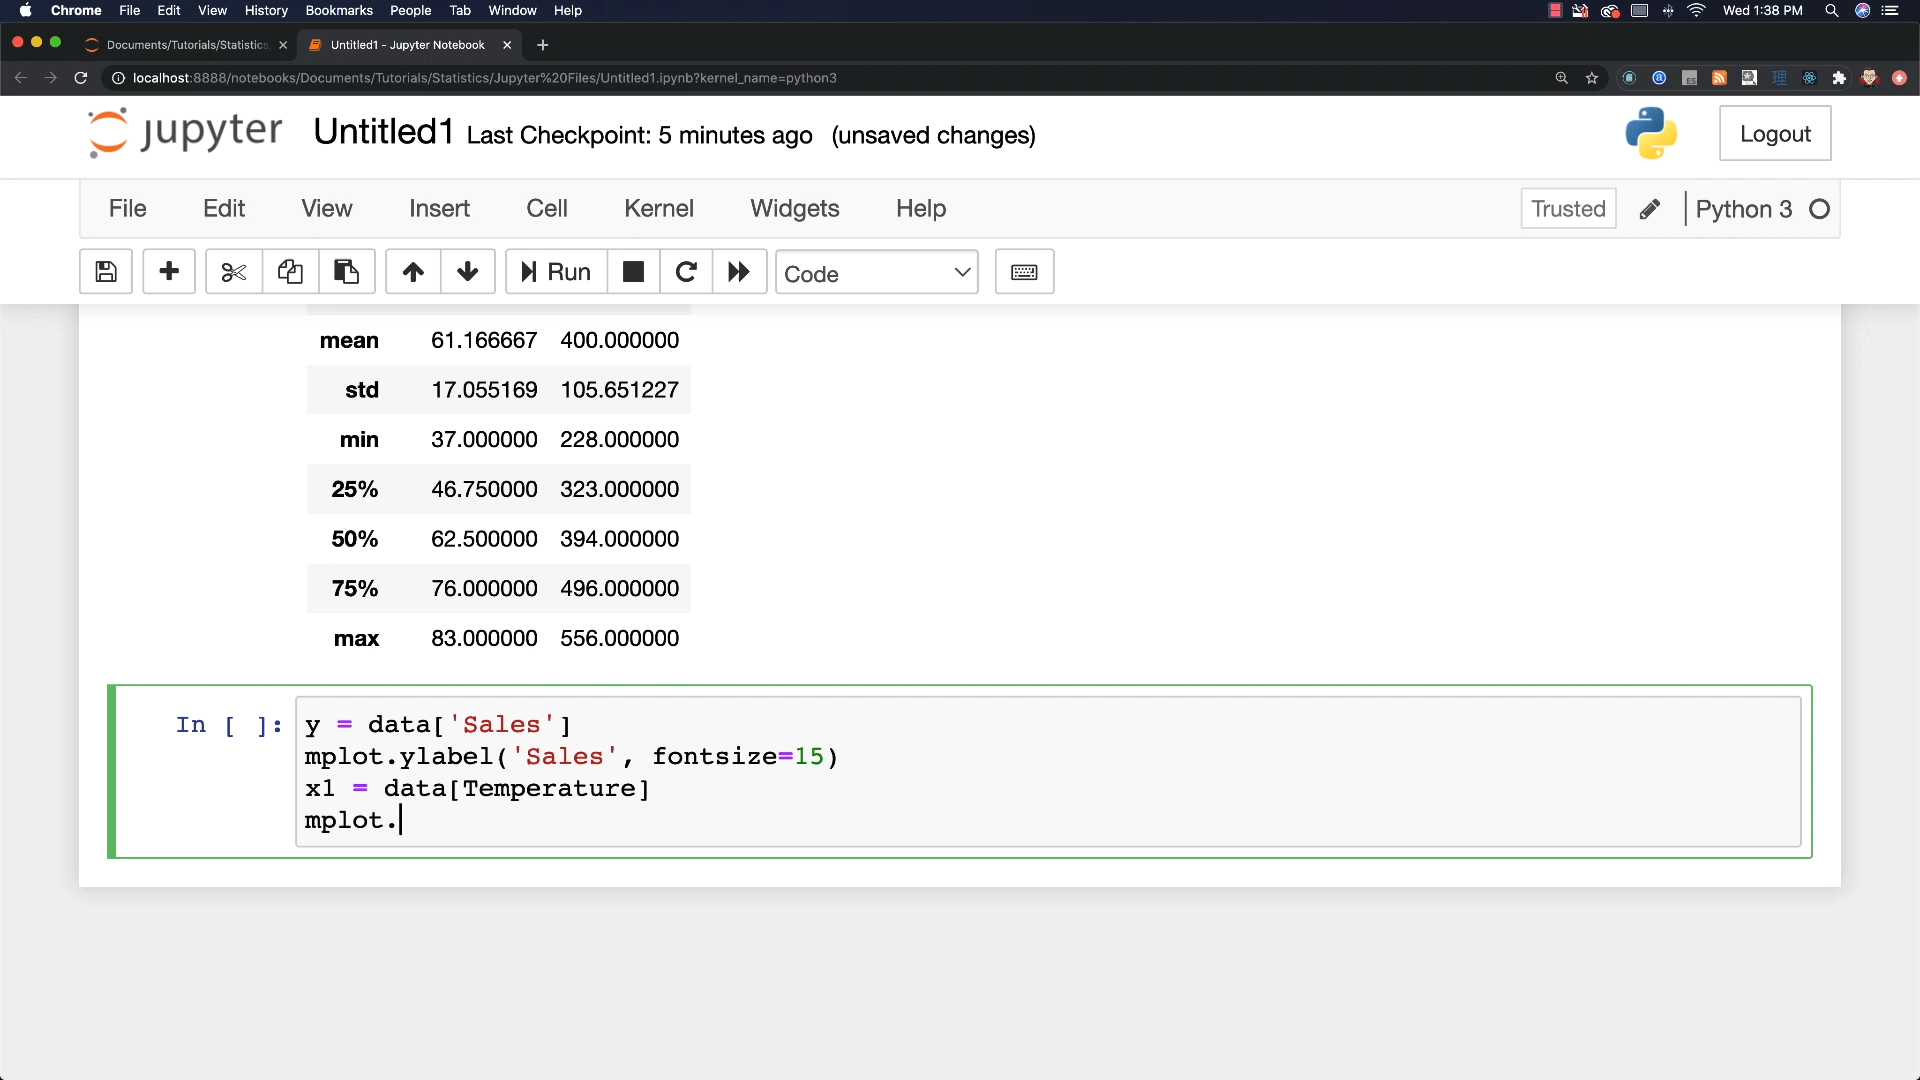 Chrome File Edit View History Bookmarks People Tab Window Help Wed 1:38 PM
Documents/Tutorials/Statistics Untitled1 - Jupyter Notebook
localhost:8888/notebooks/Documents/Tutorials/Statistics/Jupyter%20Files/Untitled1.ipynb?kernel_name=python3
jupyter Untitled1 Last Checkpoint: 5 minutes ago (unsaved changes) Logout
File Edit View Insert Cell Kernel Widgets Help Trusted Python 3
Run Code
mean 61.166667 400.000000
std 17.055169 105.651227
min 37.000000 228.000000
25% 46.750000 323.000000
50% 62.500000 394.000000
75% 76.000000 496.000000
max 83.000000 556.000000
In [ ]: y = data['Sales']
mplot.ylabel('Sales', fontsize=15)
x1 = data[Temperature]
mplot.